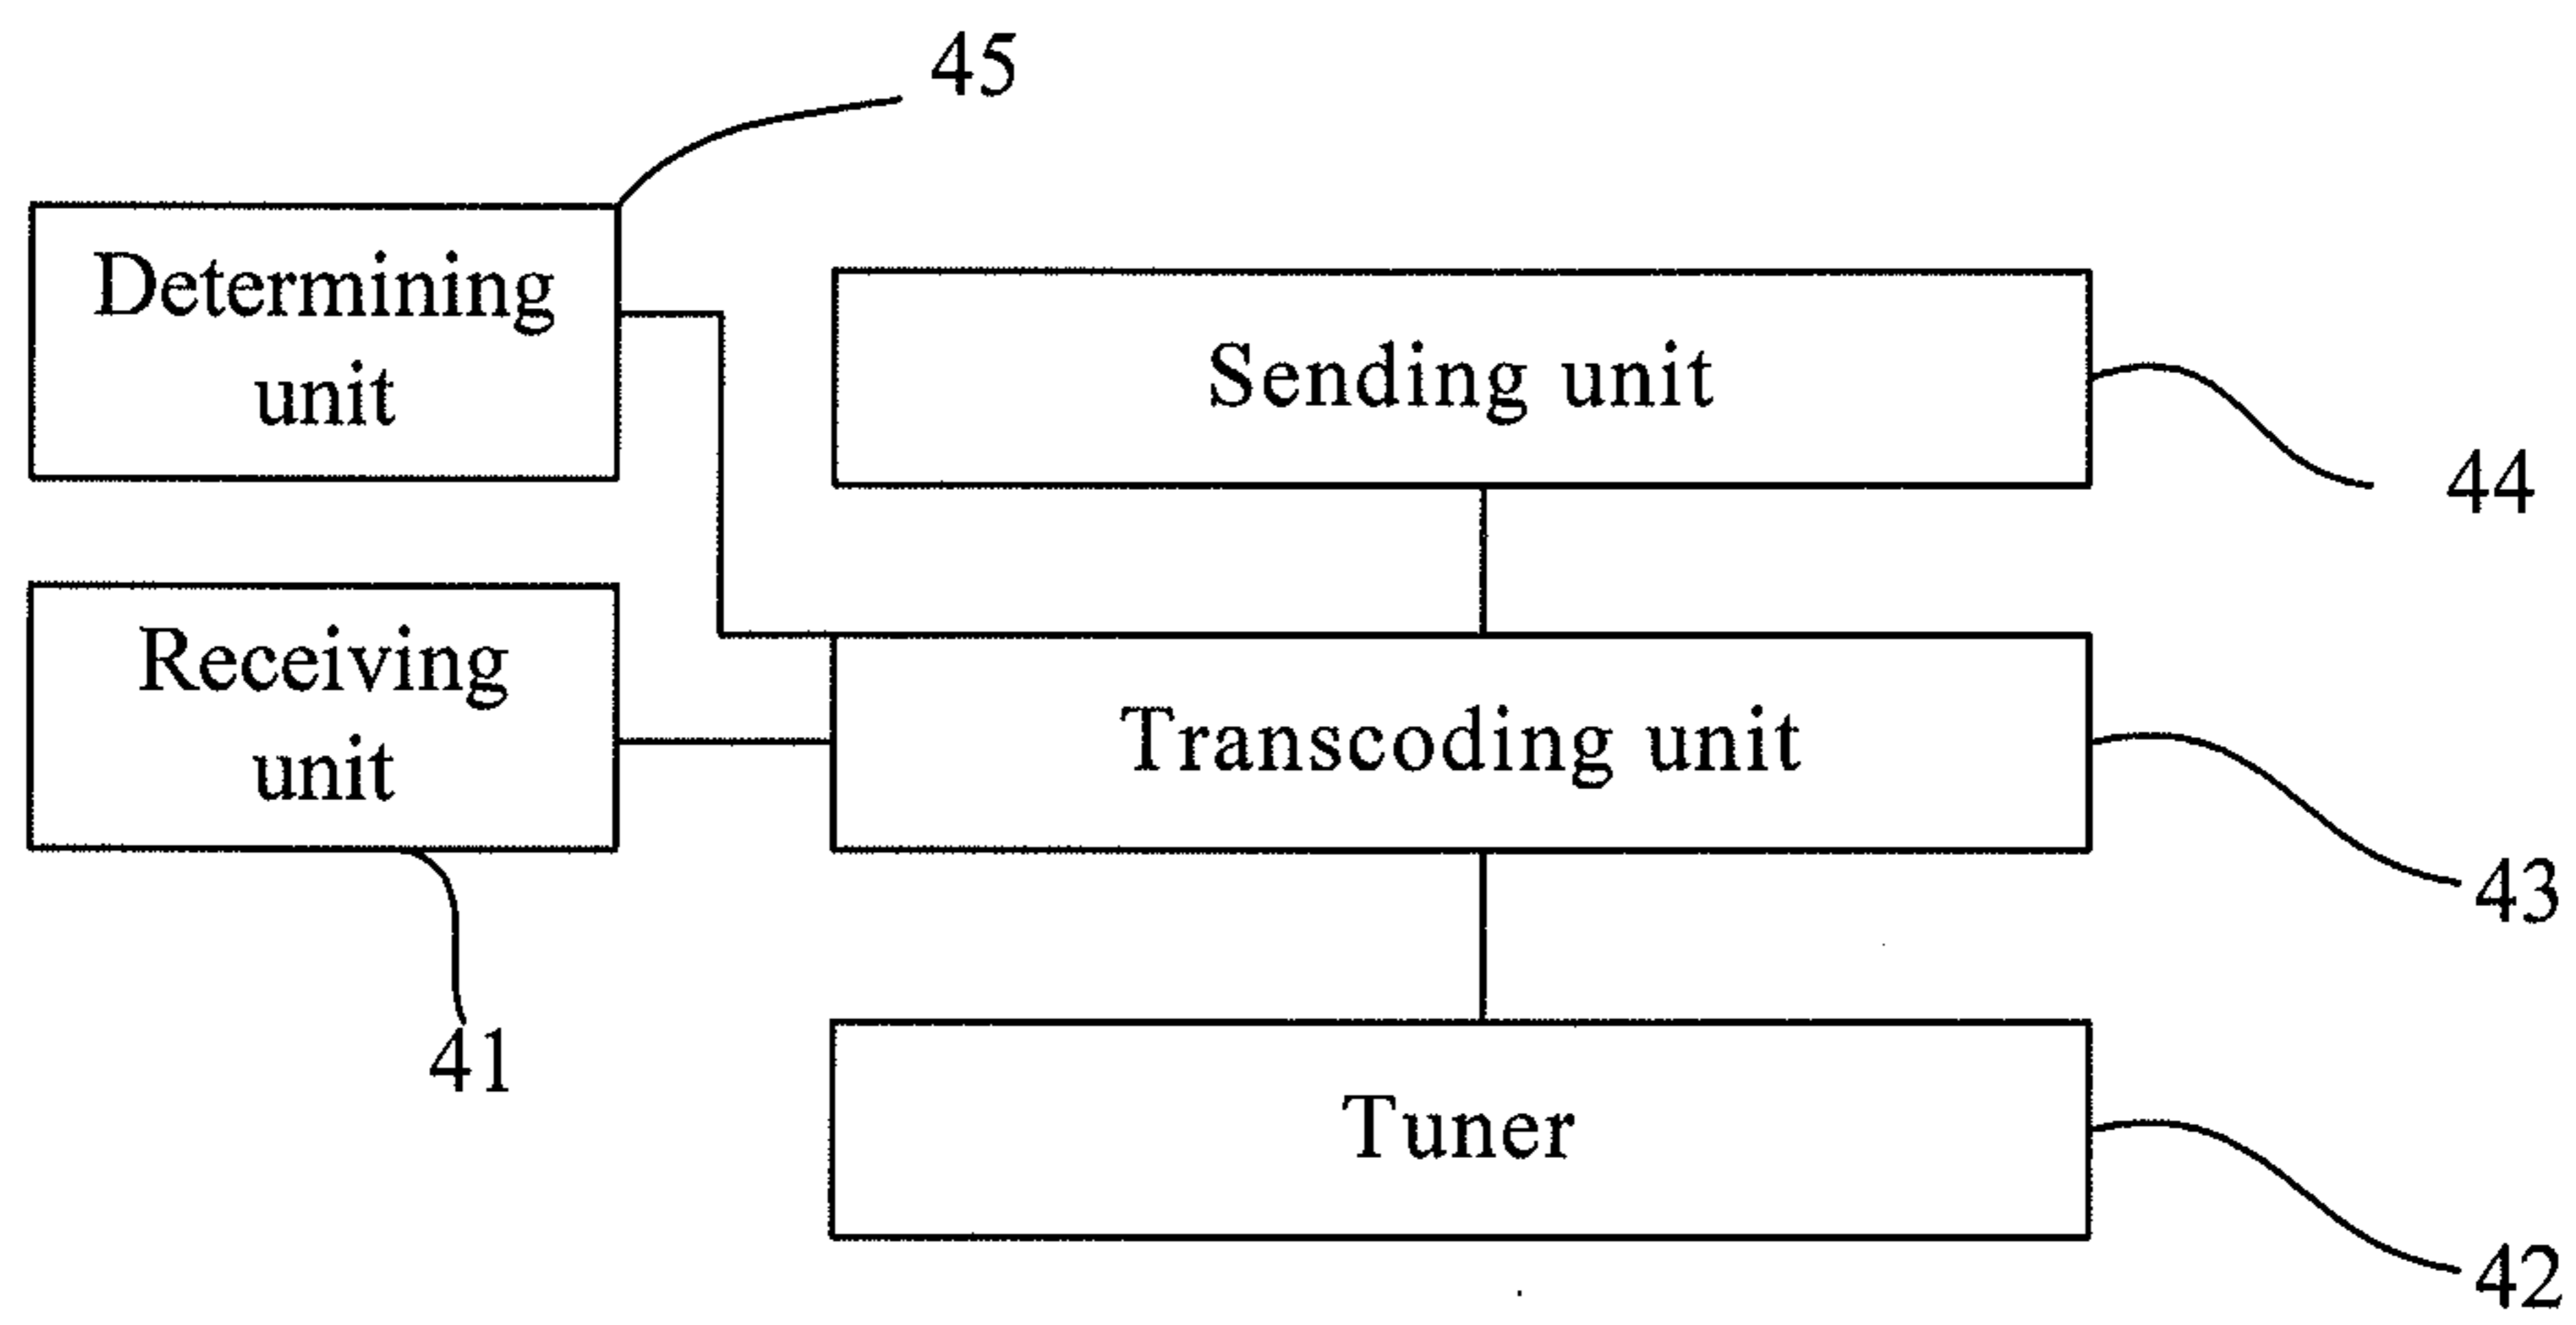 45
Determining
unit
Sending unit
44
Receiving
unit
Transcoding unit
43
41
Tuner
42